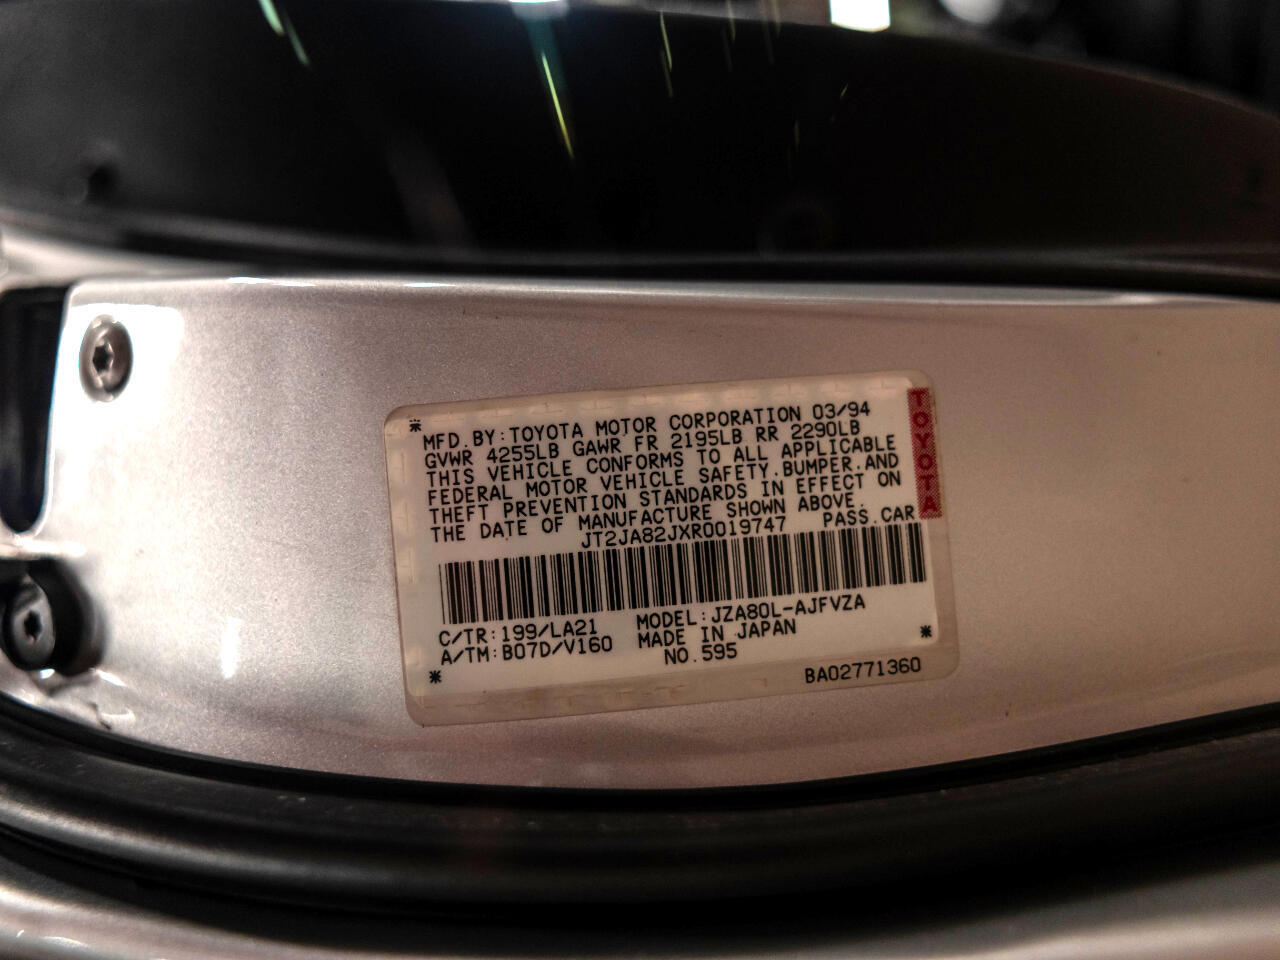 MFD. BY: TOYOTA MOTOR CORPORATION 03/94
GVWR 4255LB GAWR FR 2195LB RR 2290LB
THIS VEHICLE CONFORMS TO ALL APPLICABLE
FEDERAL MOTOR VEHICLE SAFETY. BUMPER. AND
THEFT PREVENTION STANDARDS IN EFFECT ON
THE DATE OF MANUFACTURE SHOWN ABOVE.
JT2JA82JXR0019747 PASS. CAR
C/TR: 199/LA21 MODEL: JZA80L-AJFVZA
A/TM: B07D/V160 MADE IN JAPAN
NO. 595
BA02771360
TOYOTA